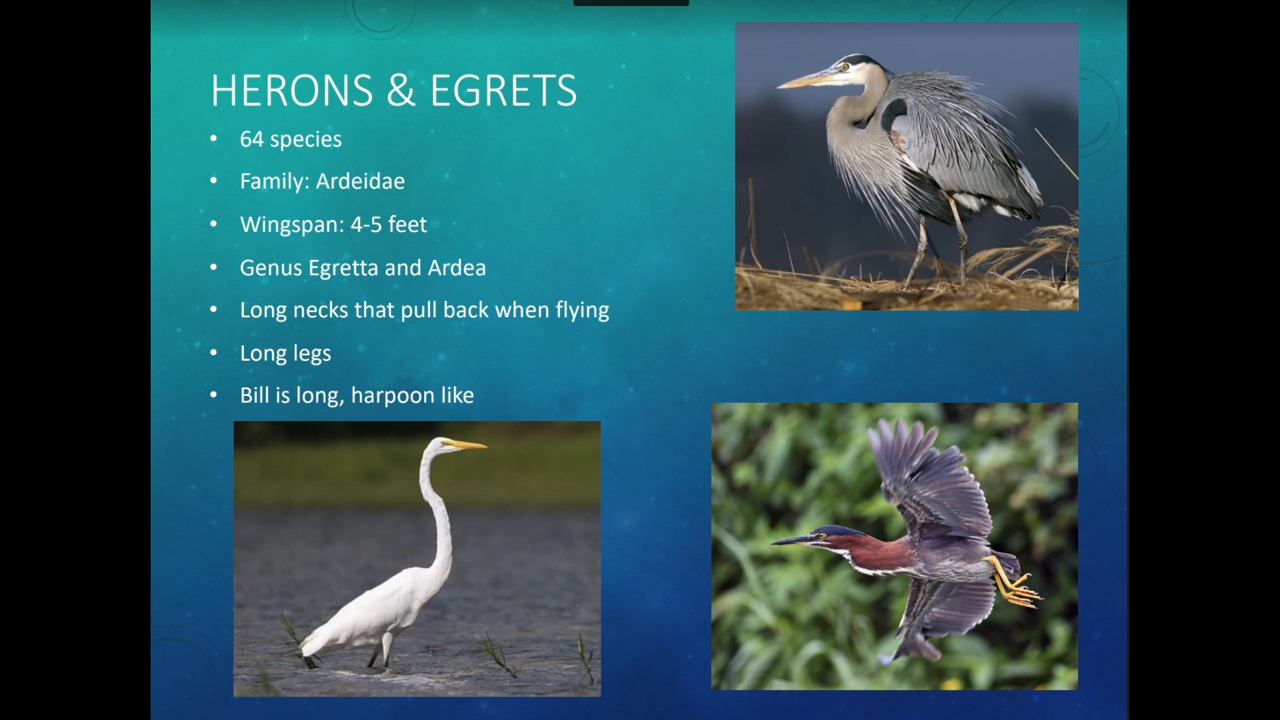 HERONS & EGRETS
• 64 species
• Family: Ardeidae
• Wingspan: 4-5 feet
• Genus Egretta and Ardea
• Long necks that pull back when flying
• Long legs
• Bill is long, harpoon like